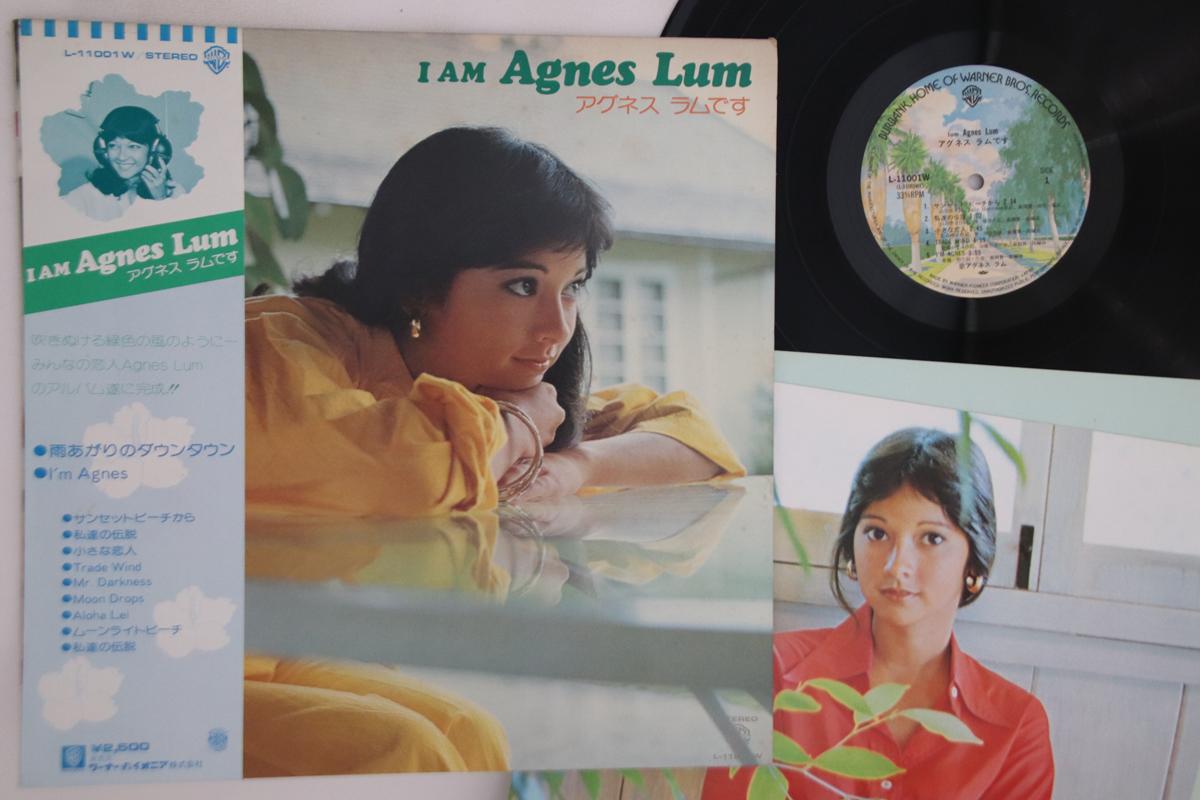 L-11001W / STEREO
I AM Agnes Lum
アグネス ラムです
吹きぬける緑色の風のように—
みんなの恋人Agnes Lum
のアルバム遂に完成!!
●雨あがりのダウンタウン
●I'm Agnes
●サンセットビーチから
●私達の伝説
●小さな恋人
●Trade Wind
●Mr. Darkness
●Moon Drops
●Aloha Lei
●ムーンライトビーチ
●私達の伝説
¥2,500
ワーナー・パイオニア株式会社
I AM Agnes Lum
アグネス ラムです
BURBANK, HOME OF WARNER BROS. RECORDS
I am Agnes Lum
アグネス ラムです
L-11001W
33⅓RPM
SIDE
1
アグネス ラム